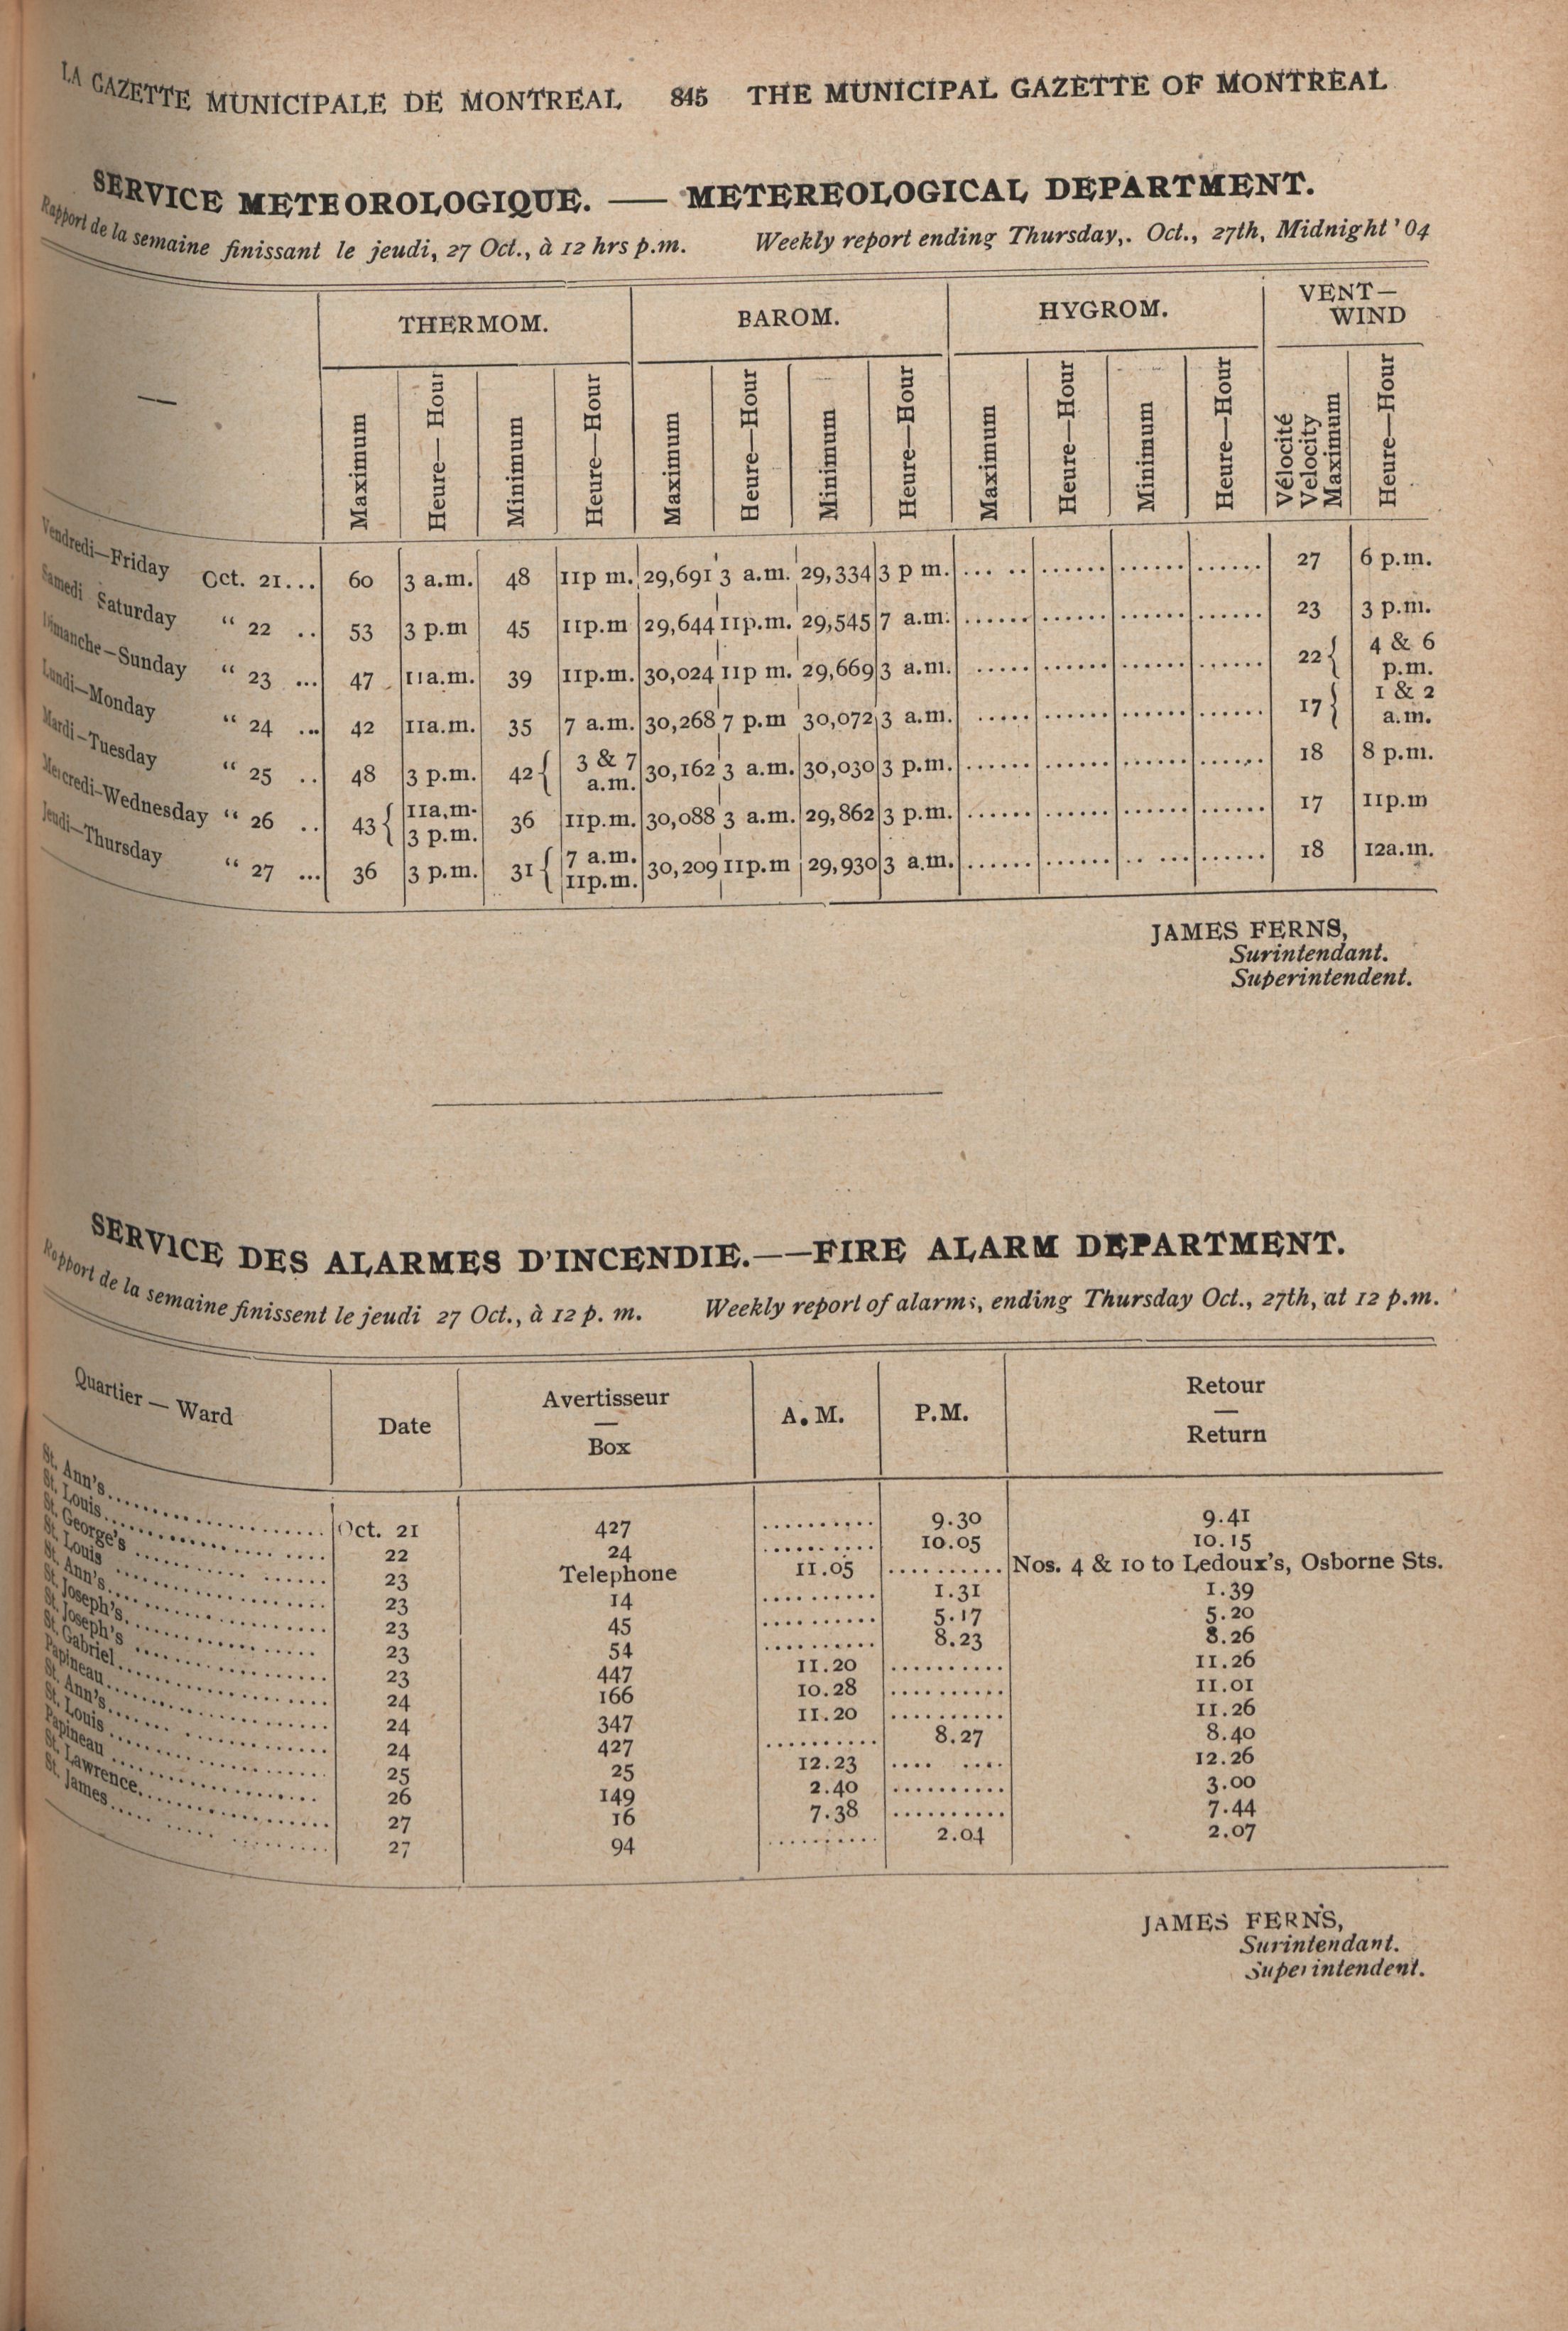 LA GAZETTE MUNICIPALE DE MONTREAL 845 THE MUNICIPAL GAZETTE OF MONTREAL
SERVICE METEOROLOGIQUE. — METEREOLOGICAL DEPARTMENT.
Rapport de la semaine finissant le jeudi, 27 Oct., à 12 hrs p.m. Weekly report ending Thursday,. Oct., 27th, Midnight '04
— THERMOM. BAROM. HYGROM. VENT— WIND
Maximum Heure—Hour Minimum Heure—Hour Maximum Heure—Hour Minimum Heure—Hour Maximum Heure—Hour Minimum Heure—Hour Vélocité Velocity Maximum Heure—Hour
Vendredi—Friday Oct. 21... 60 3 a.m. 48 11p m. 29,691 3 a.m. 29,334 3 p m. ... .. ...... ...... ...... 27 6 p.m.
Samedi Saturday “ 22 .. 53 3 p.m 45 11p.m 29,644 11p.m. 29,545 7 a.m. ...... ...... ...... ...... 23 3 p.m.
Dimanche—Sunday “ 23 ... 47 11a.m. 39 11p.m. 30,024 11p m. 29,669 3 a.m. ..... ...... ...... ...... 22{ 4 & 6 p.m.
Lundi—Monday “ 24 ... 42 11a.m. 35 7 a.m. 30,268 7 p.m 30,072 3 a.m. ..... ...... ...... ...... 17} 1 & 2 a.m.
Mardi—Tuesday “ 25 .. 48 3 p.m. 42{ 3 & 7 a.m. 30,162 3 a.m. 30,030 3 p.m. ...... ...... ...... ...... 18 8 p.m.
Mercredi-Wednesday “ 26 .. 43{ 11a.m. 3 p.m. 36 11p.m. 30,088 3 a.m. 29,862 3 p.m. ...... ...... ...... ...... 17 11p.m
Jeudi—Thursday “ 27 ... 36 3 p.m. 31{ 7 a.m. 11p.m. 30,209 11p.m 29,930 3 a.m. ...... ...... .. ... ...... 18 12a.m.
JAMES FERNS,
Surintendant.
Superintendent.
SERVICE DES ALARMES D'INCENDIE.——FIRE ALARM DEPARTMENT.
Rapport de la semaine finissent le jeudi 27 Oct., à 12 p. m. Weekly report of alarms, ending Thursday Oct., 27th, at 12 p.m.
Quartier — Ward Date Avertisseur — Box A.M. P.M. Retour — Return
St. Ann's.......... Oct. 21 427 .......... 9.30 9.41
St. Louis.......... 22 24 .......... 10.05 10.15
St. George's .......... 23 Telephone 11.05 .......... Nos. 4 & 10 to Ledoux's, Osborne Sts.
St. Louis .......... 23 14 .......... 1.31 1.39
St. Ann's.......... 23 45 .......... 5.17 5.20
St. Joseph's.......... 23 54 .......... 8.23 8.26
St. Joseph's .......... 23 447 11.20 .......... 11.26
St. Gabriel.......... 24 166 10.28 .......... 11.01
Papineau.......... 24 347 11.20 .......... 11.26
St. Ann's.......... 24 427 .......... 8.27 8.40
St. Louis .......... 25 25 12.23 .... .... 12.26
Papineau .......... 26 149 2.40 .......... 3.00
St. Lawrence.......... 27 16 7.38 .......... 7.44
St. James.......... 27 94 .......... 2.04 2.07
JAMES FERNS,
Surintendant.
Superintendent.